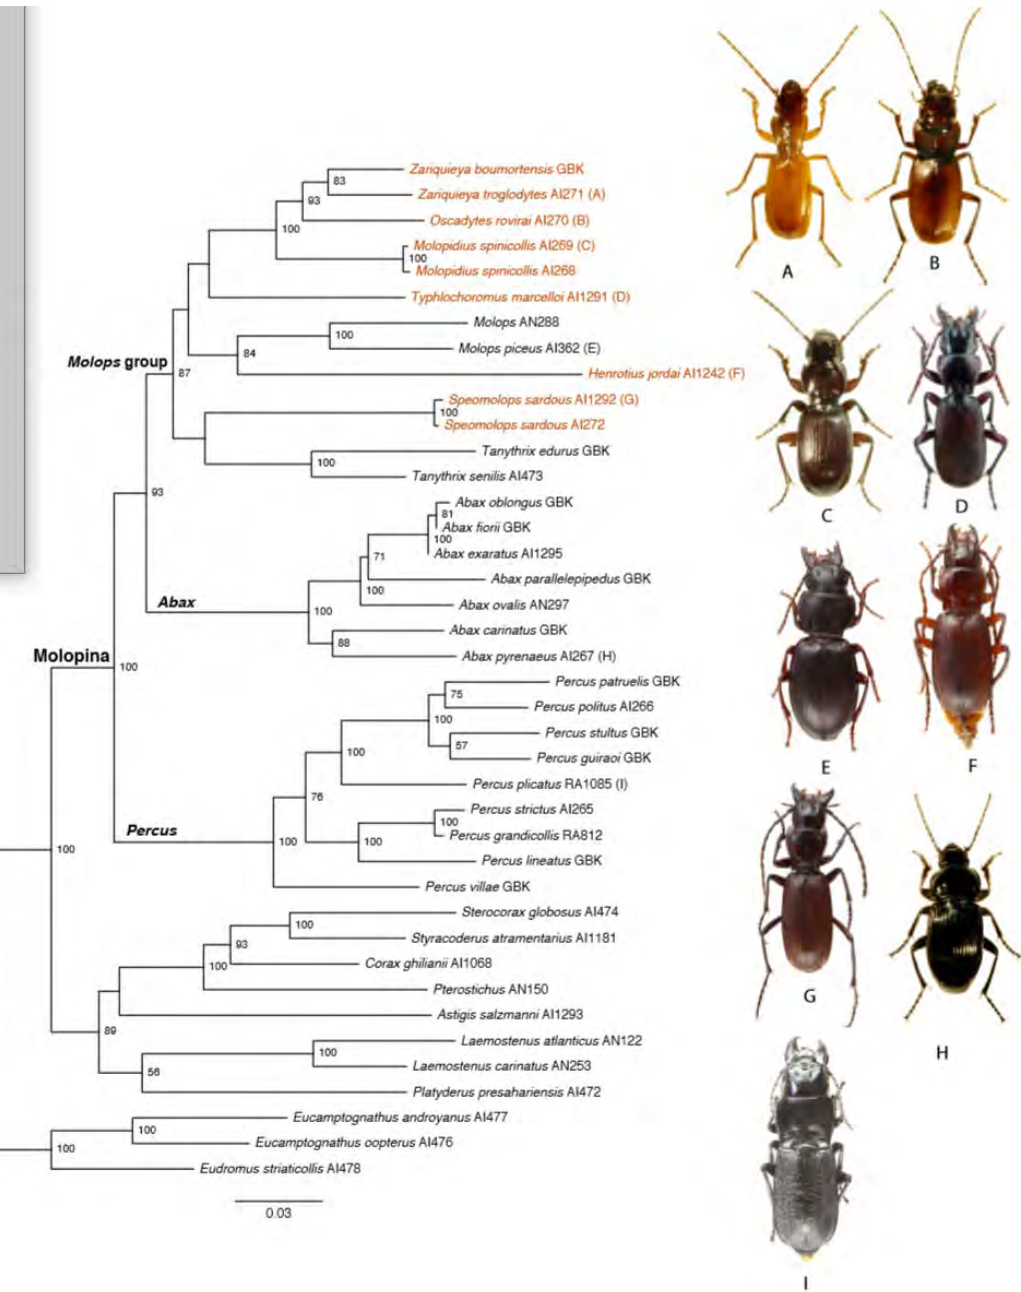 Zariquieya boumortensis GBK
83
Zariquieya troglodytes AI271 (A)
93
Oscadytes rovirai AI270 (B)
100
Molopidius spinicollis AI269 (C)
100
Molopidius spinicollis AI268
Typhlochoromus marcelloi AI1291 (D)
Molops AN288
100
Molops piceus AI362 (E)
84
Molops group
87
Henrotius jordai AI1242 (F)
Speomolops sardous AI1292 (G)
100
Speomolops sardous AI272
Tanythrix edurus GBK
100
Tanythrix senilis AI473
93
Abax oblongus GBK
81
Abax fiorii GBK
100
Abax exaratus AI1295
71
Abax parallelepipedus GBK
100
Abax
Abax ovalis AN297
100
Abax carinatus GBK
88
Abax pyrenaeus AI267 (H)
Molopina
100
Percus patruelis GBK
75
Percus politus AI266
100
Percus stultus GBK
57
Percus guiraoi GBK
100
Percus plicatus RA1085 (I)
76
Percus strictus AI265
100
Percus grandicollis RA812
Percus
100
100
Percus lineatus GBK
100
Percus villae GBK
Sterocorax globosus AI474
100
Styracoderus atramentarius AI1181
93
Corax ghilianii AI1068
100
Pterostichus AN150
Astigis salzmanni AI1293
89
Laemostenus atlanticus AN122
100
Laemostenus carinatus AN253
56
Platyderus presahariensis AI472
Eucamptognathus androyanus AI477
100
Eucamptognathus oopterus AI476
100
Eudromus striaticollis AI478
0.03
A
B
C
D
E
F
G
H
I